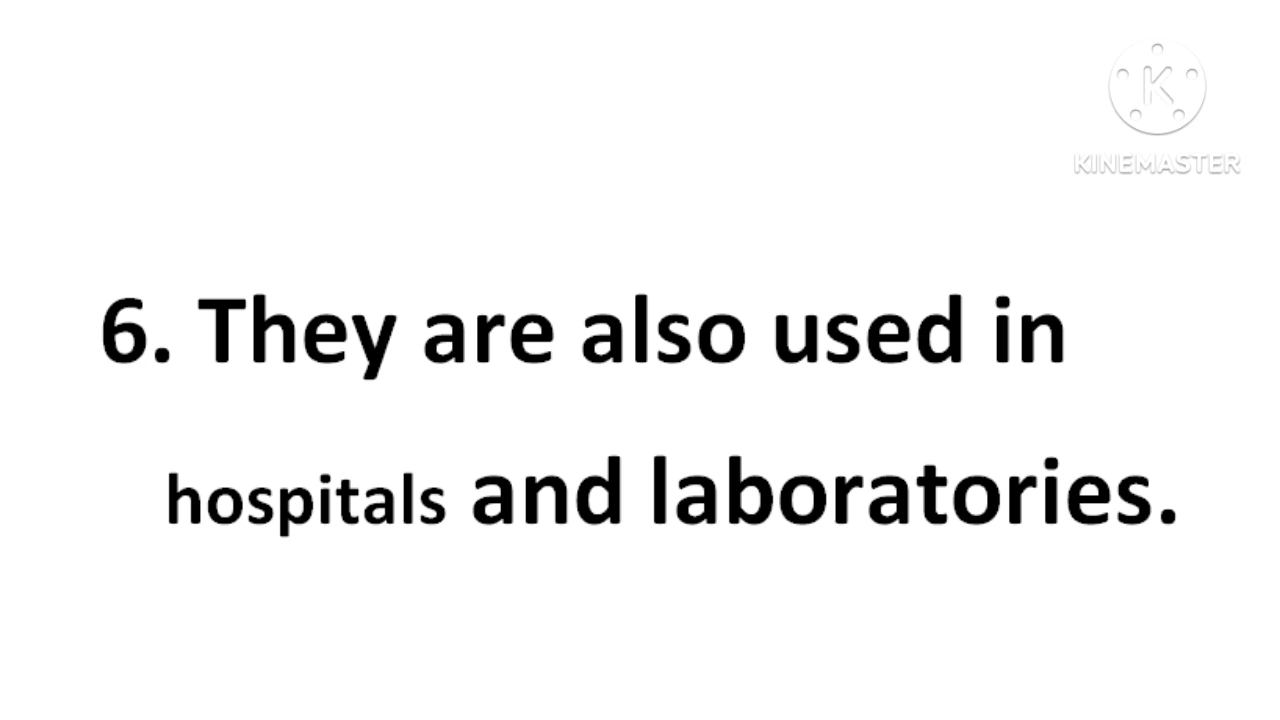 K
KINEMASTER
6. They are also used in
hospitals and laboratories.